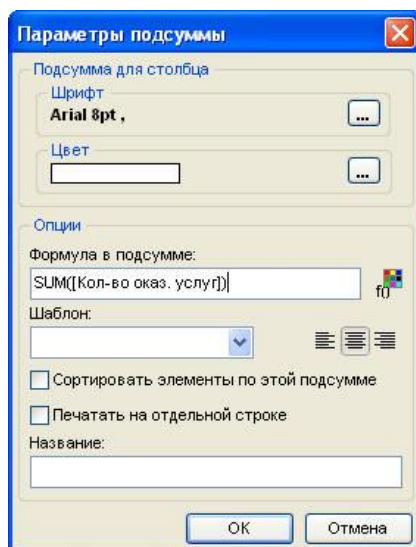 Параметры подсуммы
Подсумма для столбца
Шрифт
Arial 8pt ,
...
Цвет
...
Опции
Формула в подсумме:
SUM([Кол-во оказ. услуг])
f()
Шаблон:
Сортировать элементы по этой подсумме
Печатать на отдельной строке
Название:
OK Отмена